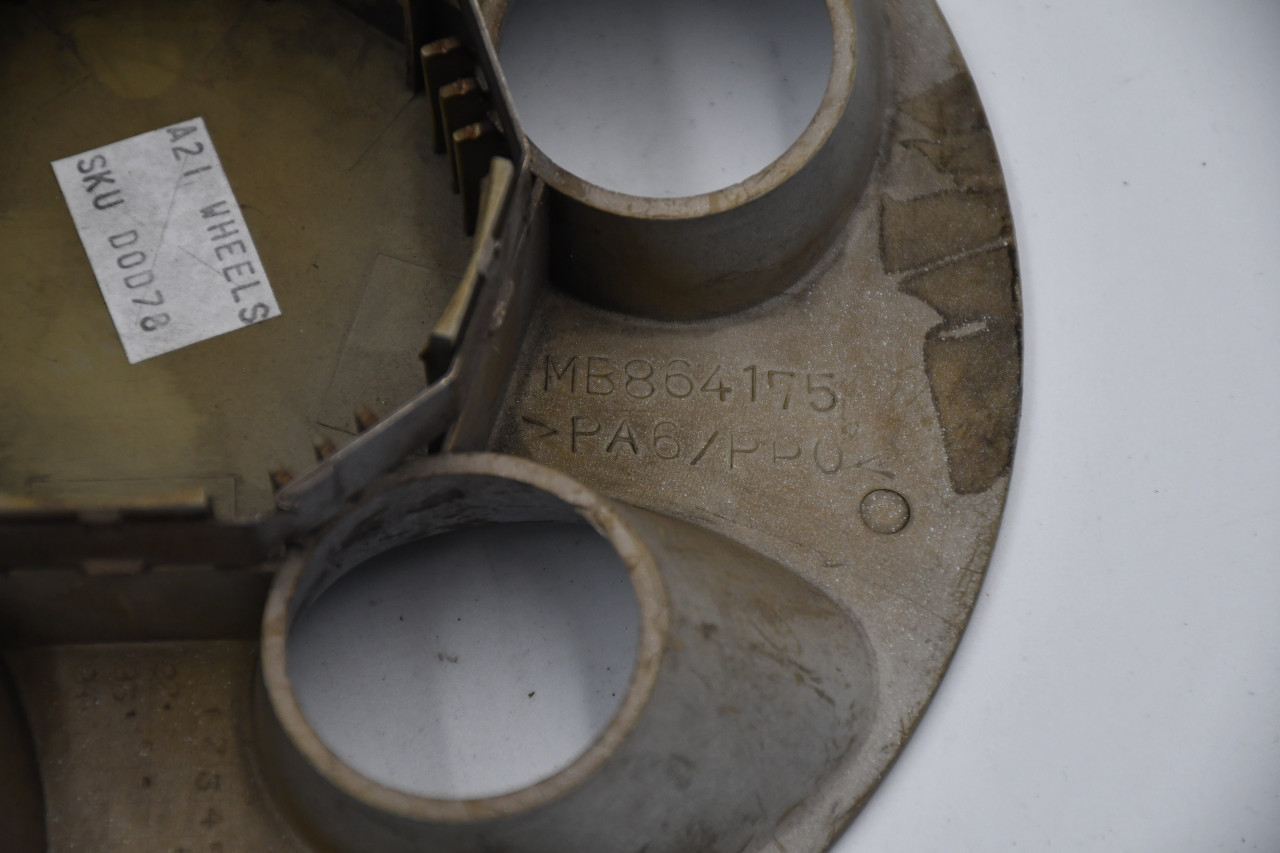 A21 WHEELS
SKU D0D78
MB864175
>PA6/PPO<